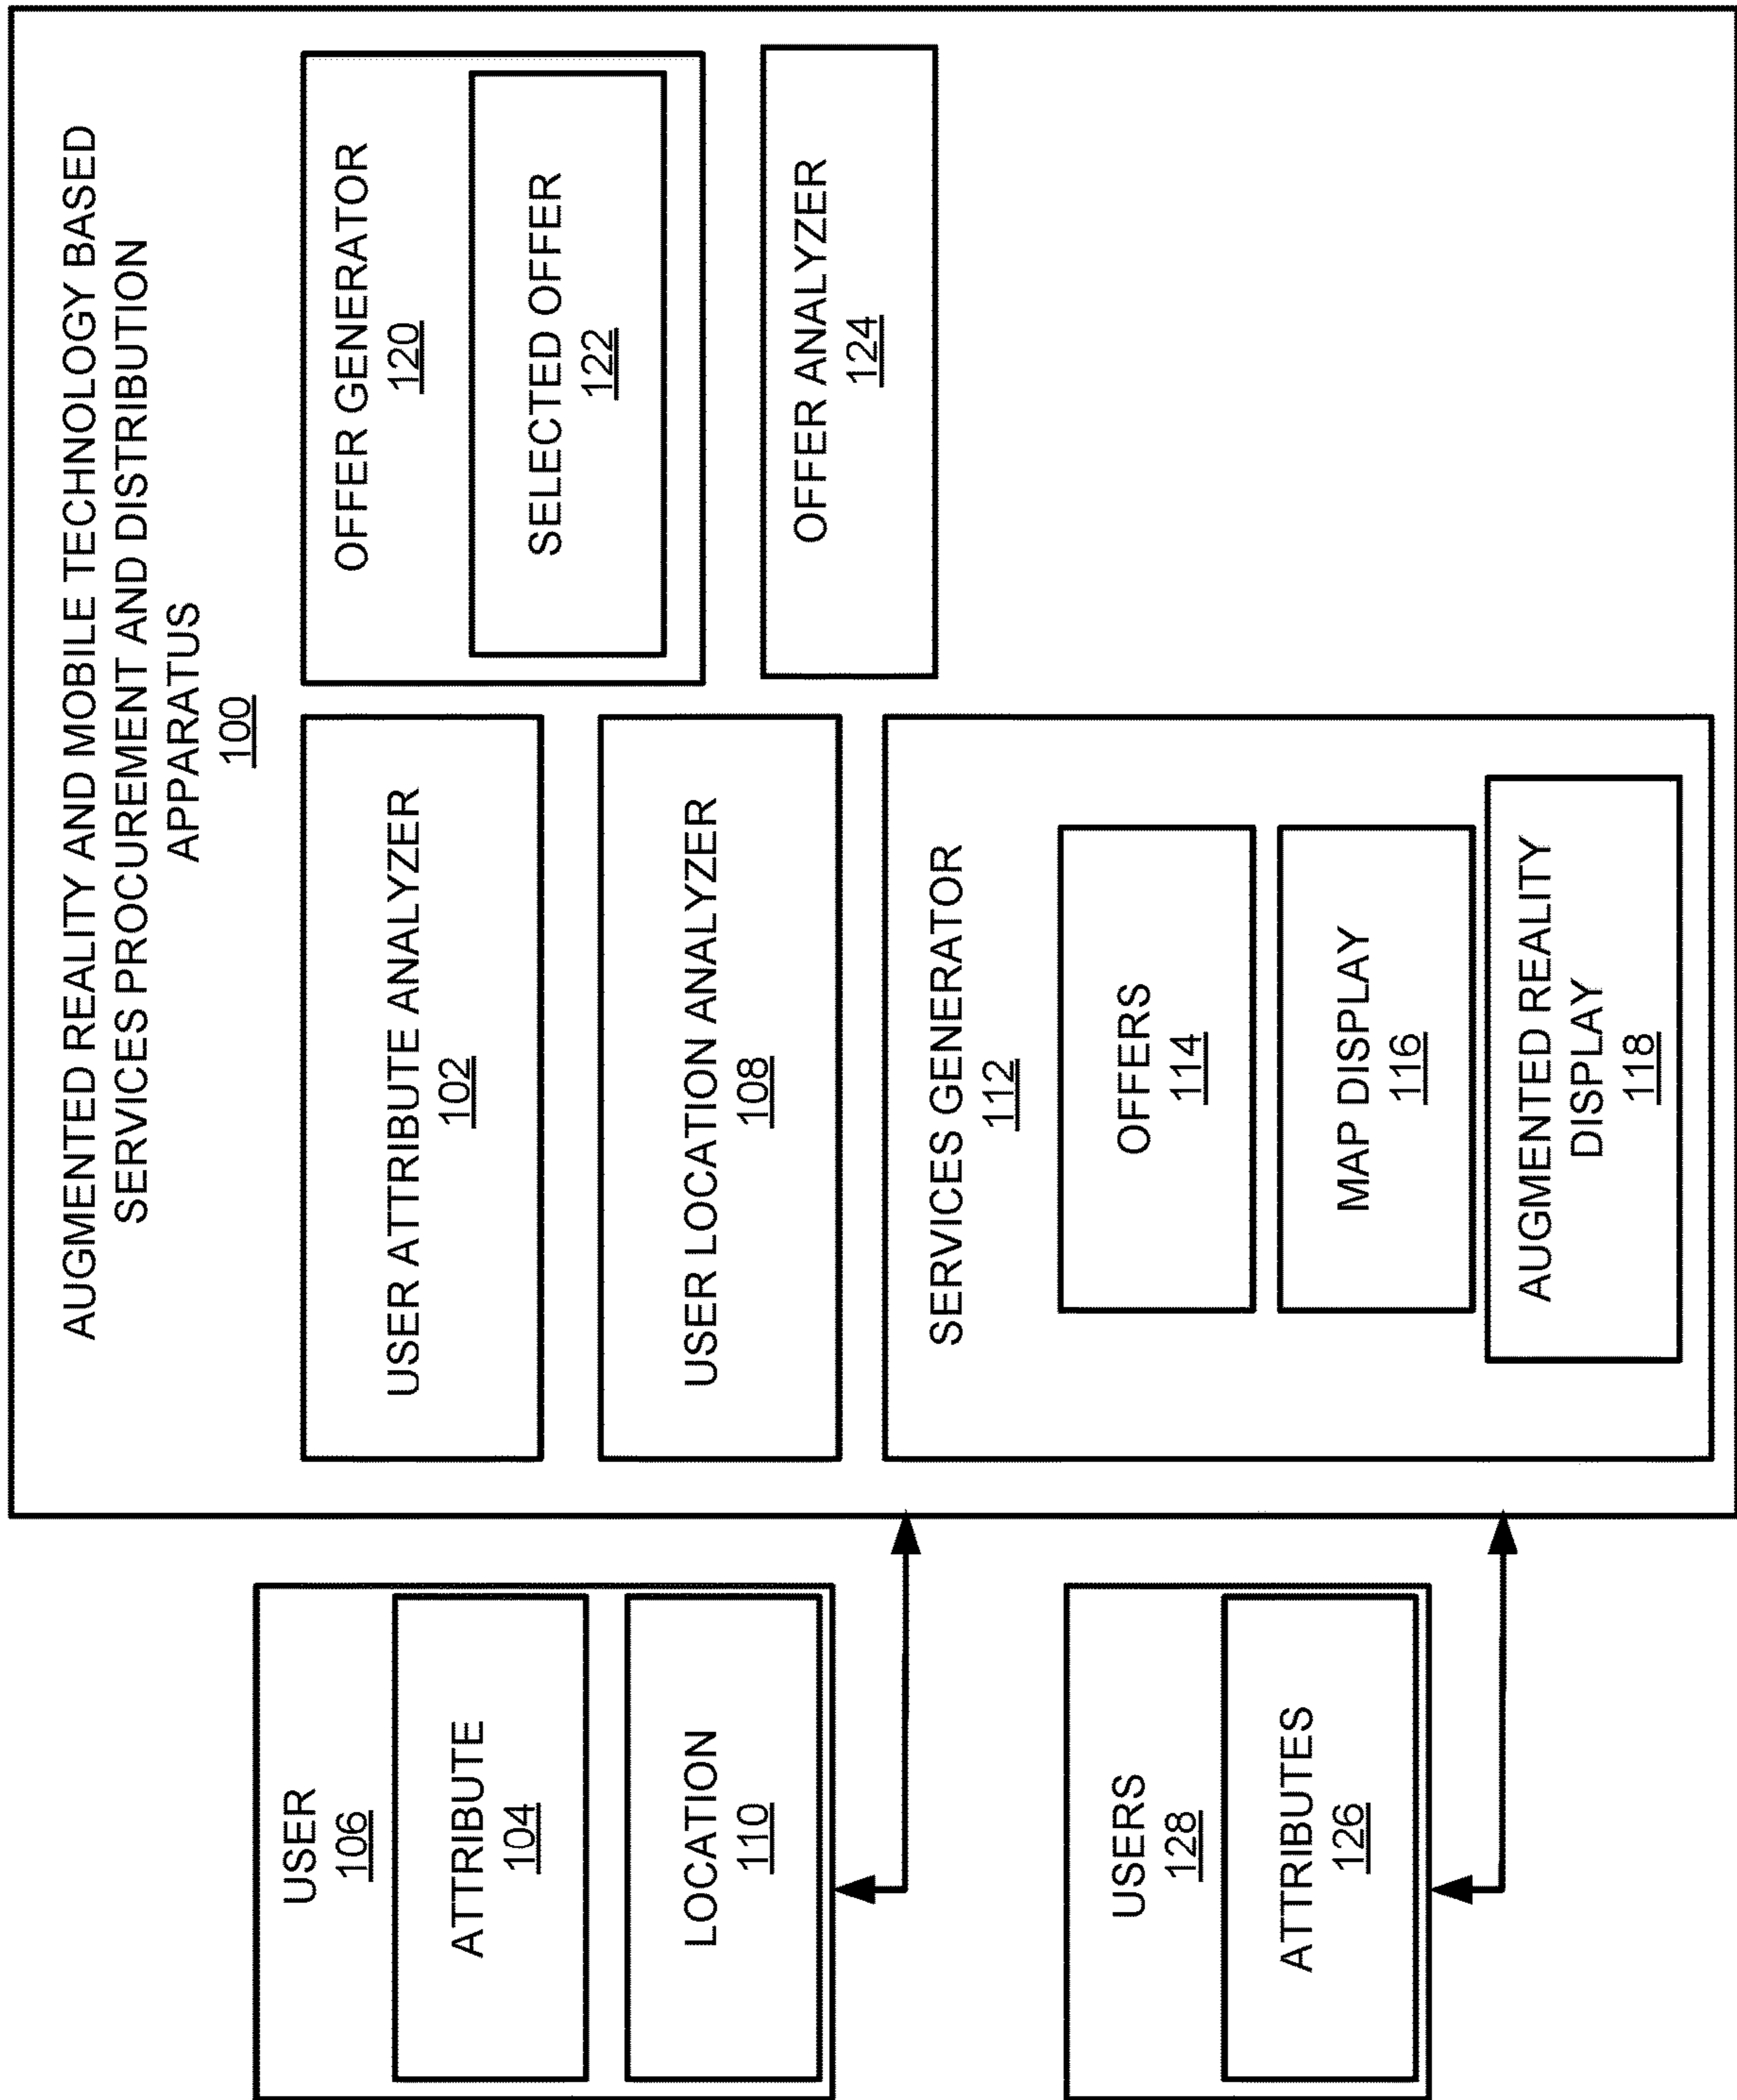 AUGMENTED REALITY AND MOBILE TECHNOLOGY BASED
SERVICES PROCUREMENT AND DISTRIBUTION
APPARATUS
100
USER
106
ATTRIBUTE
104
LOCATION
110
USERS
128
ATTRIBUTES
126
USER ATTRIBUTE ANALYZER
102
USER LOCATION ANALYZER
108
SERVICES GENERATOR
112
OFFERS
114
MAP DISPLAY
116
AUGMENTED REALITY
DISPLAY
118
OFFER GENERATOR
120
SELECTED OFFER
122
OFFER ANALYZER
124